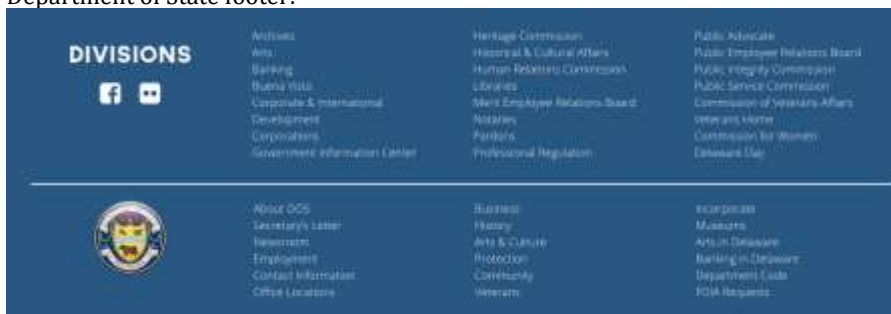 Department of State footer:
DIVISIONS
Archives
Arts
Banking
Buena Vista
Corporate & International
Development
Corporations
Government Information Center
Heritage Commission
Historical & Cultural Affairs
Human Relations Commission
Libraries
Merit Employee Relations Board
Notaries
Pardons
Professional Regulation
Public Advocate
Public Employee Relations Board
Public Integrity Commission
Public Service Commission
Commission of Veterans Affairs
Veterans Home
Commission for Women
Delaware Day
About DOS
Secretary's Letter
Newsroom
Employment
Contact Information
Office Locations
Business
History
Arts & Culture
Protection
Community
Veterans
Incorporate
Museums
Arts in Delaware
Banking in Delaware
Department Code
FOIA Requests